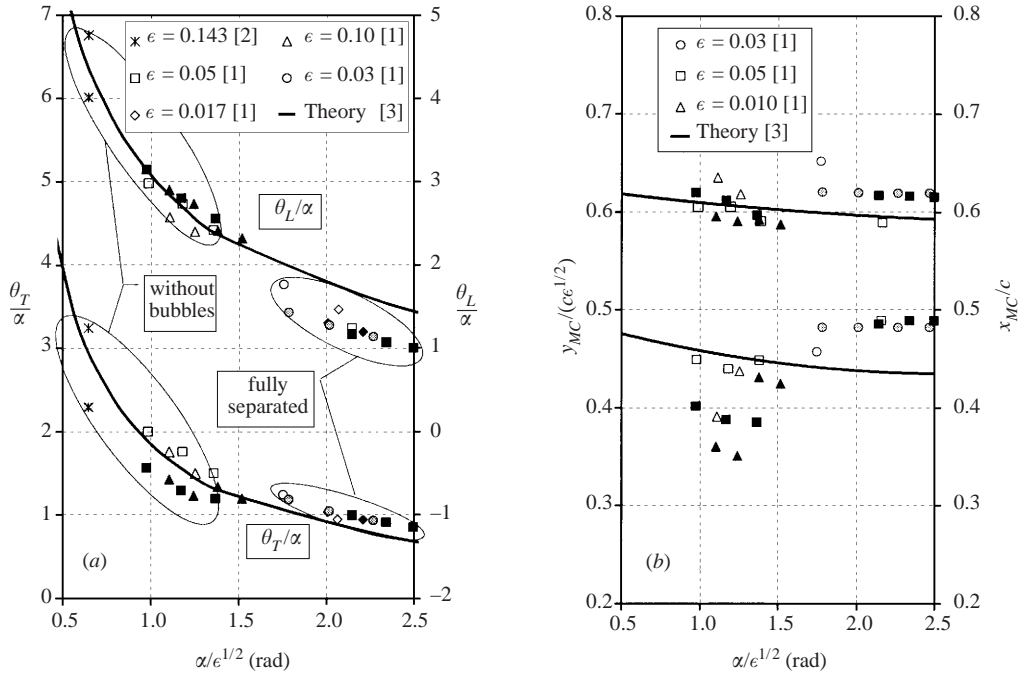 7
6
5
4
3
2
1
0
θ_T
α
5
4
3
2
1
0
−1
−2
θ_L
α
ϵ = 0.143 [2]
ϵ = 0.10 [1]
ϵ = 0.05 [1]
ϵ = 0.03 [1]
ϵ = 0.017 [1]
Theory [3]
θ_L/α
without
bubbles
fully
separated
θ_T/α
(a)
0.5 1.0 1.5 2.0 2.5
α/ϵ^{1/2} (rad)
0.8
0.7
0.6
0.5
0.4
0.3
0.2
y_{MC}/(cϵ^{1/2})
0.8
0.7
0.6
0.5
0.4
0.3
0.2
x_{MC}/c
ϵ = 0.03 [1]
ϵ = 0.05 [1]
ϵ = 0.010 [1]
Theory [3]
(b)
0.5 1.0 1.5 2.0 2.5
α/ϵ^{1/2} (rad)